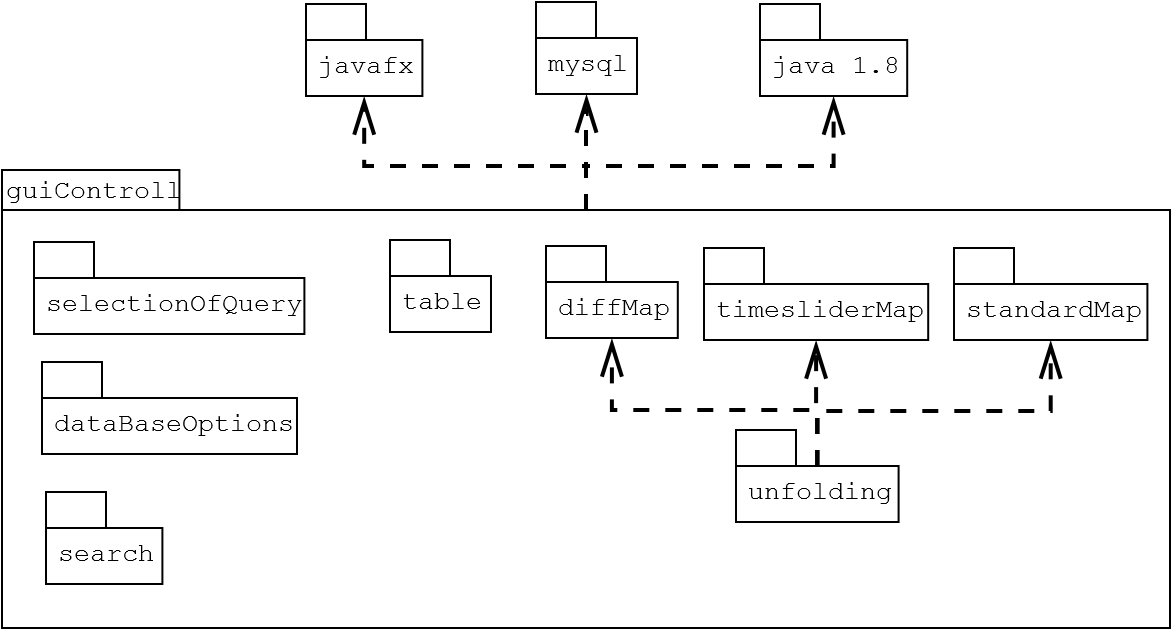 javafx
mysql
java 1.8
guiControll
selectionOfQuery
table
diffMap
timesliderMap
standardMap
dataBaseOptions
unfolding
search